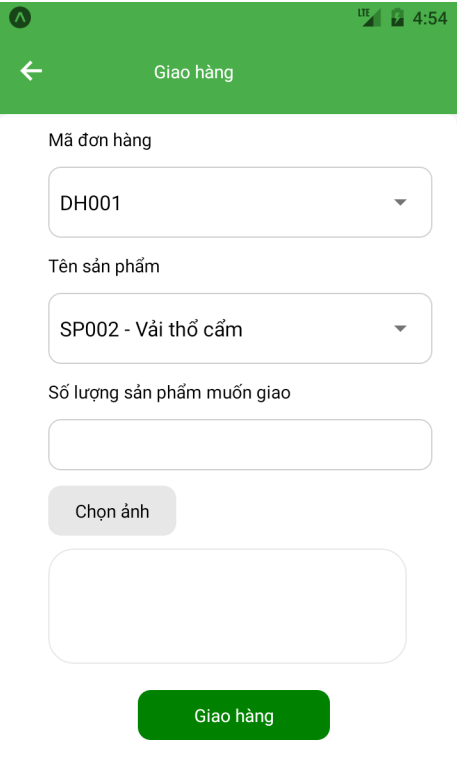 LTE 4:54
Giao hàng
Mã đơn hàng
DH001
Tên sản phẩm
SP002 - Vải thổ cẩm
Số lượng sản phẩm muốn giao
Chọn ảnh
Giao hàng